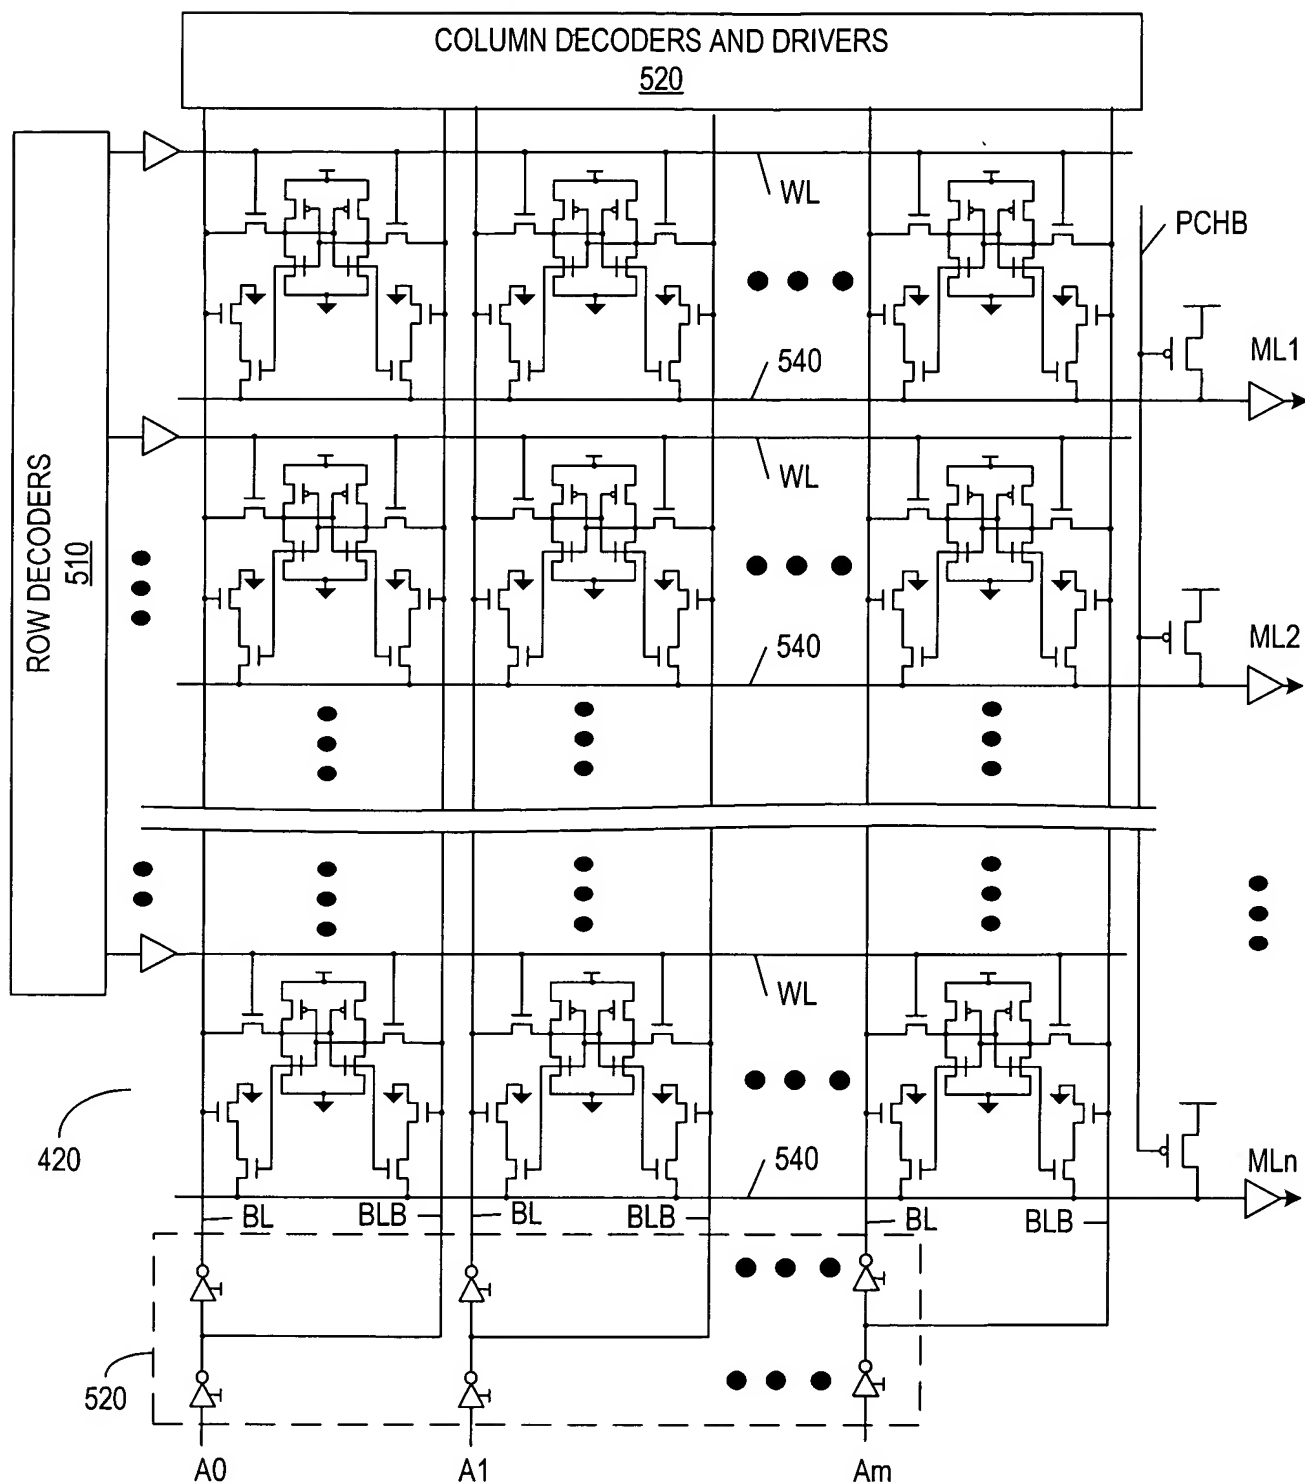 COLUMN DECODERS AND DRIVERS
520
ROW DECODERS
510
WL
PCHB
540
ML1
WL
540
ML2
WL
420
540
MLn
BL
BLB
BL
BLB
BL
BLB
520
A0
A1
Am